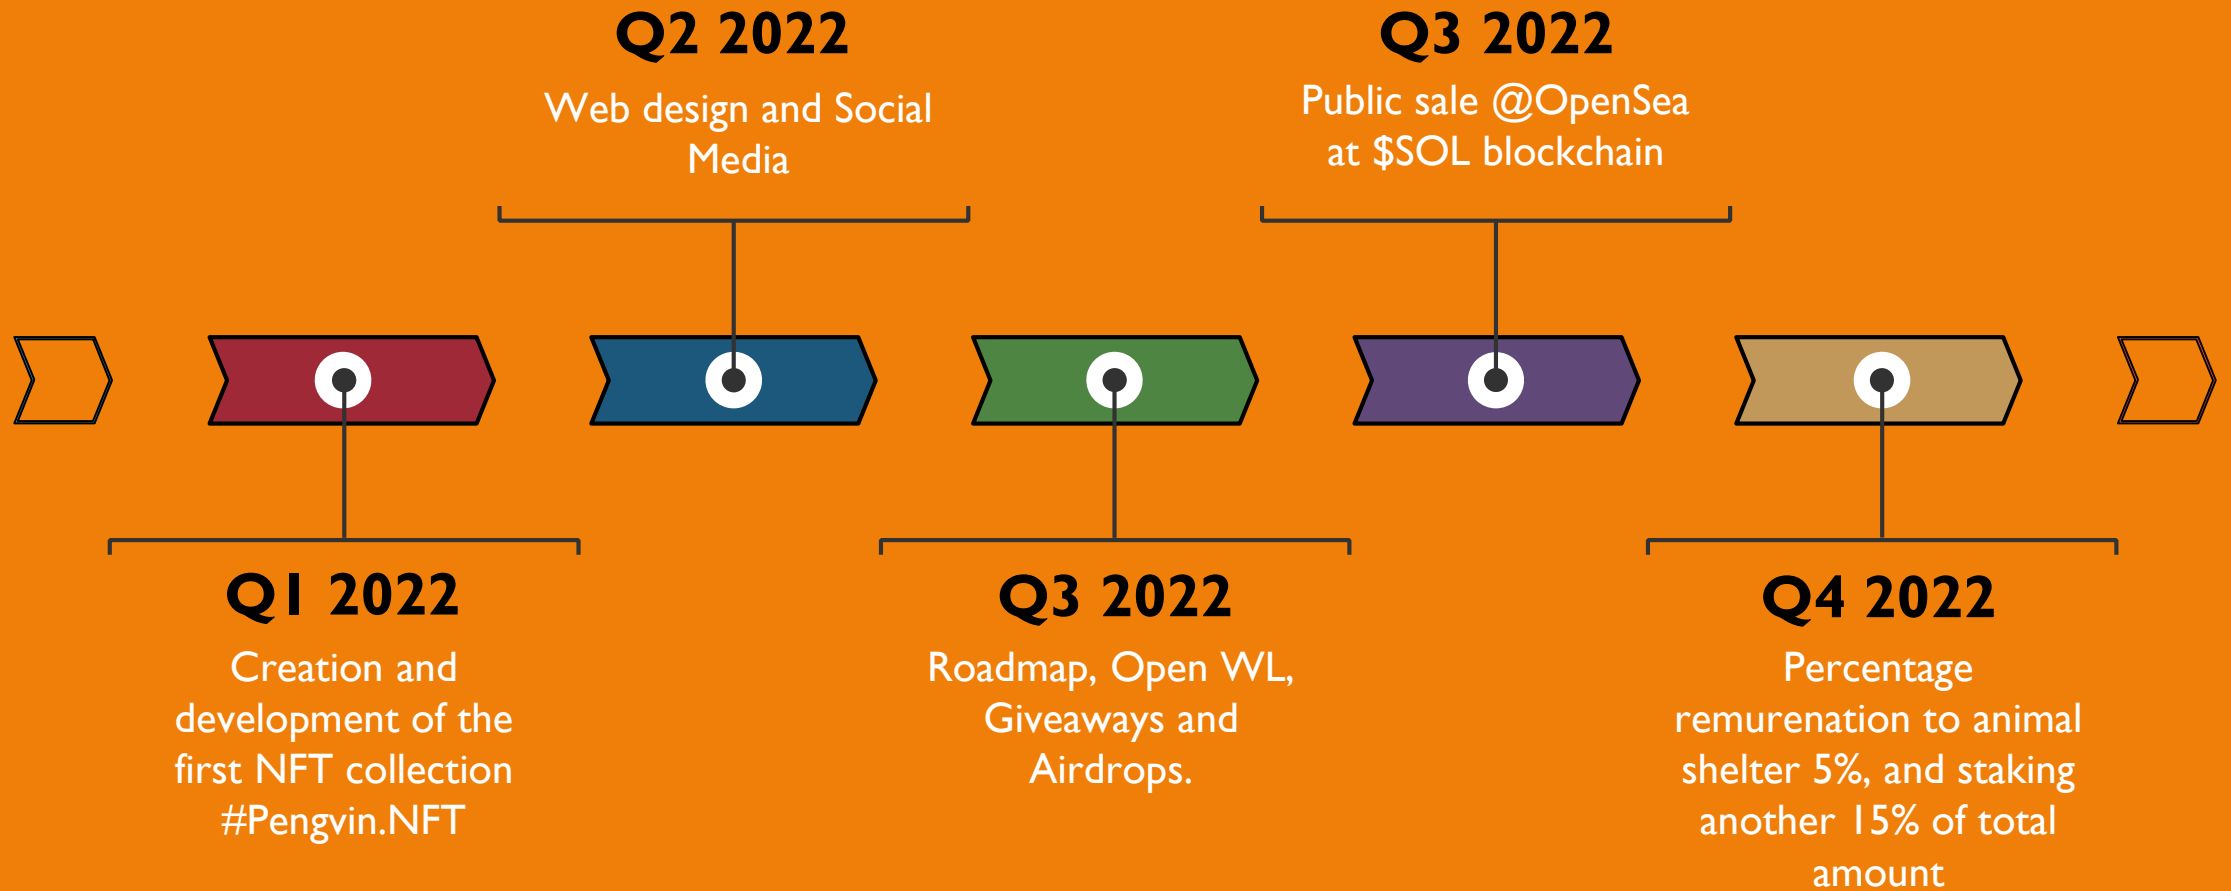 Q2 2022
Web design and Social
Media
Q3 2022
Public sale @OpenSea
at $SOL blockchain
Q1 2022
Creation and
development of the
first NFT collection
#Pengvin.NFT
Q3 2022
Roadmap, Open WL,
Giveaways and
Airdrops.
Q4 2022
Percentage
remurenation to animal
shelter 5%, and staking
another 15% of total
amount